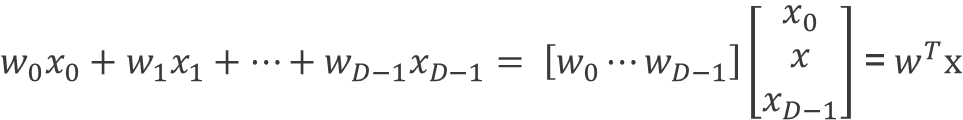 w₀x₀ + w₁x₁ + ⋯ + w_{D−1}x_{D−1} = [w₀ ⋯ w_{D−1}] [x₀ x x_{D−1}] = wᵀx